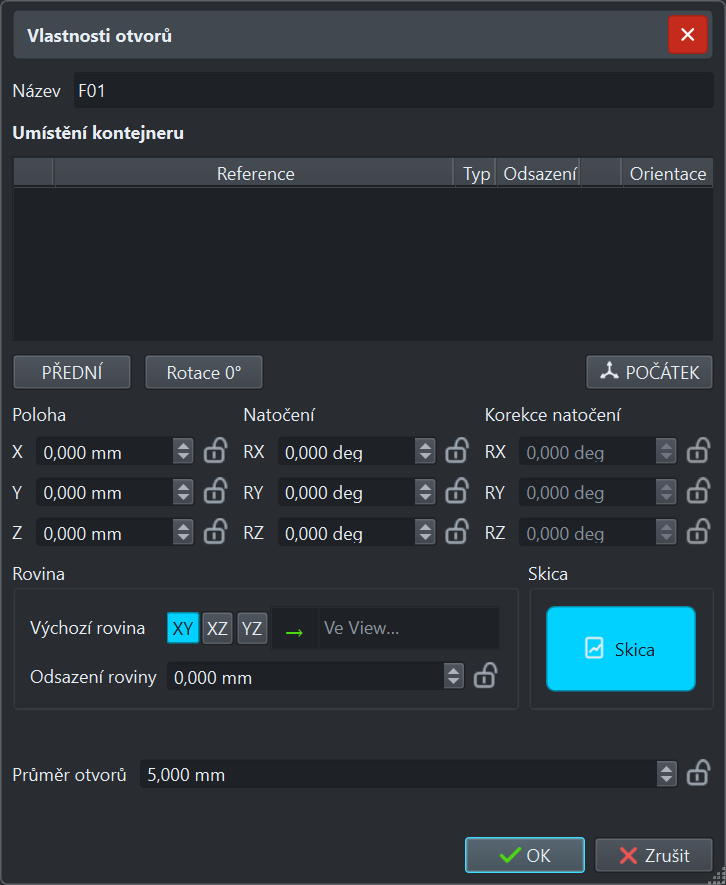 Vlastnosti otvorů
Název F01
Umístění kontejneru
Reference Typ Odsazení Orientace
PŘEDNÍ Rotace 0° POČÁTEK
Poloha Natočení Korekce natočení
X 0,000 mm RX 0,000 deg RX 0,000 deg
Y 0,000 mm RY 0,000 deg RY 0,000 deg
Z 0,000 mm RZ 0,000 deg RZ 0,000 deg
Rovina Skica
Výchozí rovina XY XZ YZ → Ve View...
Skica
Odsazení roviny 0,000 mm
Průměr otvorů 5,000 mm
OK Zrušit